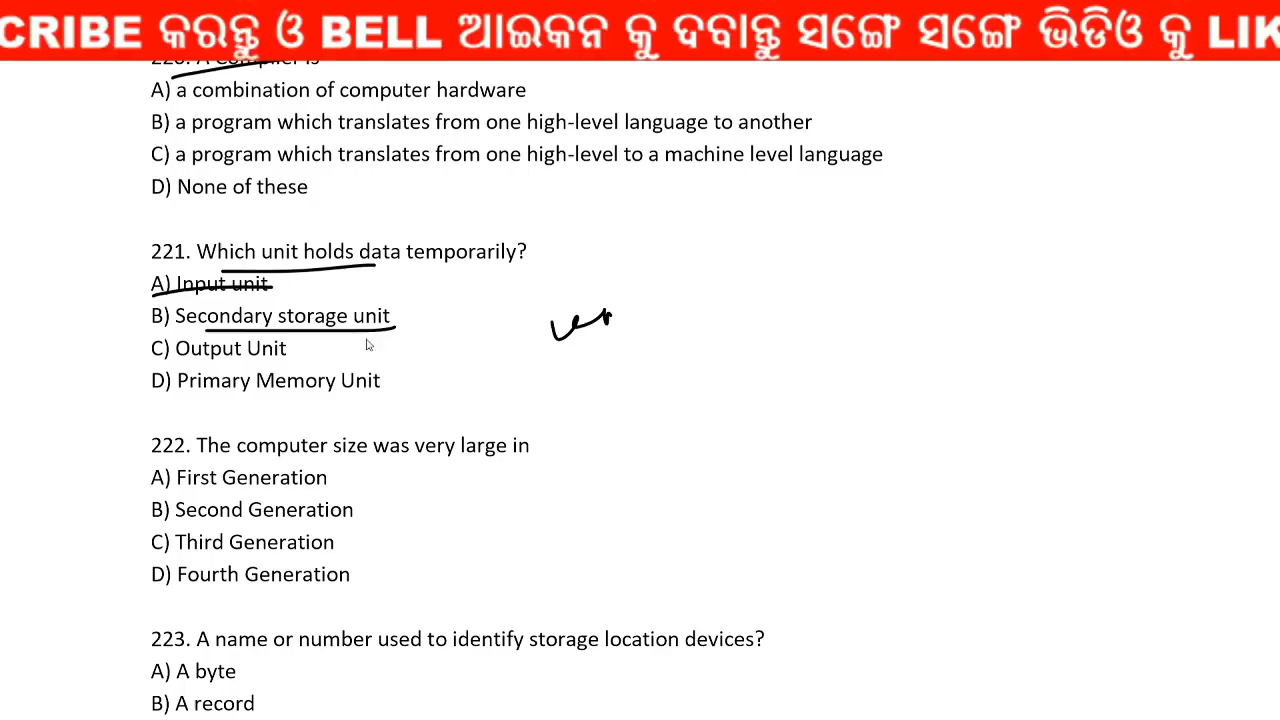 CRIBE କରନ୍ତୁ ଓ BELL ଆଇକନ କୁ ଦବାନ୍ତୁ ସଙ୍ଗେ ସଙ୍ଗେ ଭିଡିଓ କୁ LIK
220. A Compiler is
A) a combination of computer hardware
B) a program which translates from one high-level language to another
C) a program which translates from one high-level to a machine level language
D) None of these
221. Which unit holds data temporarily?
A) Input unit
B) Secondary storage unit
C) Output Unit
D) Primary Memory Unit
222. The computer size was very large in
A) First Generation
B) Second Generation
C) Third Generation
D) Fourth Generation
223. A name or number used to identify storage location devices?
A) A byte
B) A record